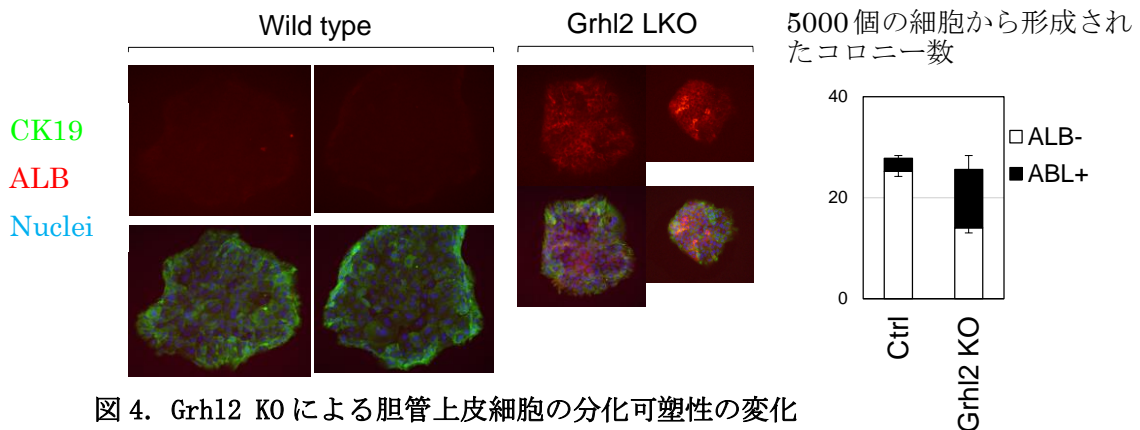 Wild type
Grhl2 LKO
CK19
ALB
Nuclei
5000個の細胞から形成され
たコロニー数
40
20
0
ALB-
ABL+
Ctrl
Grhl2 KO
図 4. Grhl2 KO による胆管上皮細胞の分化可塑性の変化